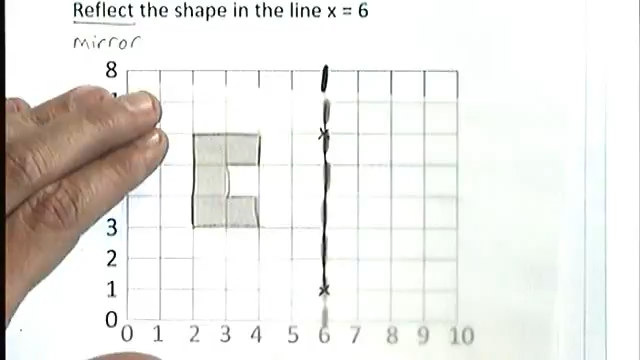 Reflect the shape in the line x = 6
mirror
8
3
2
1
0
0 1 2 3 4 5 6 7 8 9 10